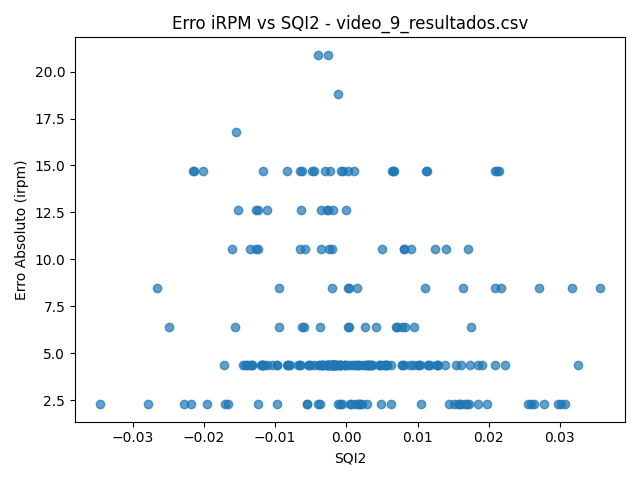 Erro iRPM vs SQI2 - video_9_resultados.csv
Erro Absoluto (irpm)
20.0
17.5
15.0
12.5
10.0
7.5
5.0
2.5
−0.03 −0.02 −0.01 0.00 0.01 0.02 0.03
SQI2